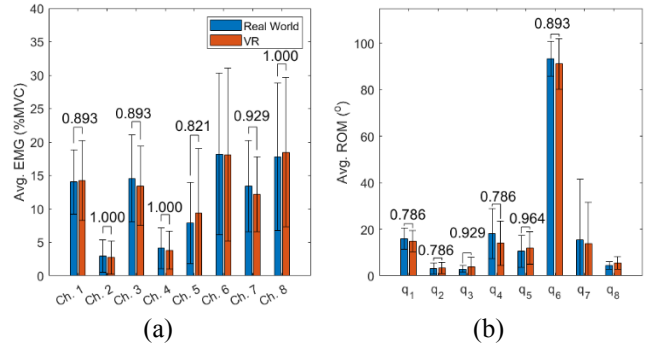 40
35
30
25
20
15
10
5
0
Avg. EMG (%MVC)
Real World
VR
0.893
1.000
0.893
1.000
0.821
0.929
1.000
Ch. 1
Ch. 2
Ch. 3
Ch. 4
Ch. 5
Ch. 6
Ch. 7
Ch. 8
(a)
100
80
60
40
20
0
Avg. ROM (°)
0.786
0.786
0.929
0.786
0.964
0.893
q1
q2
q3
q4
q5
q6
q7
q8
(b)